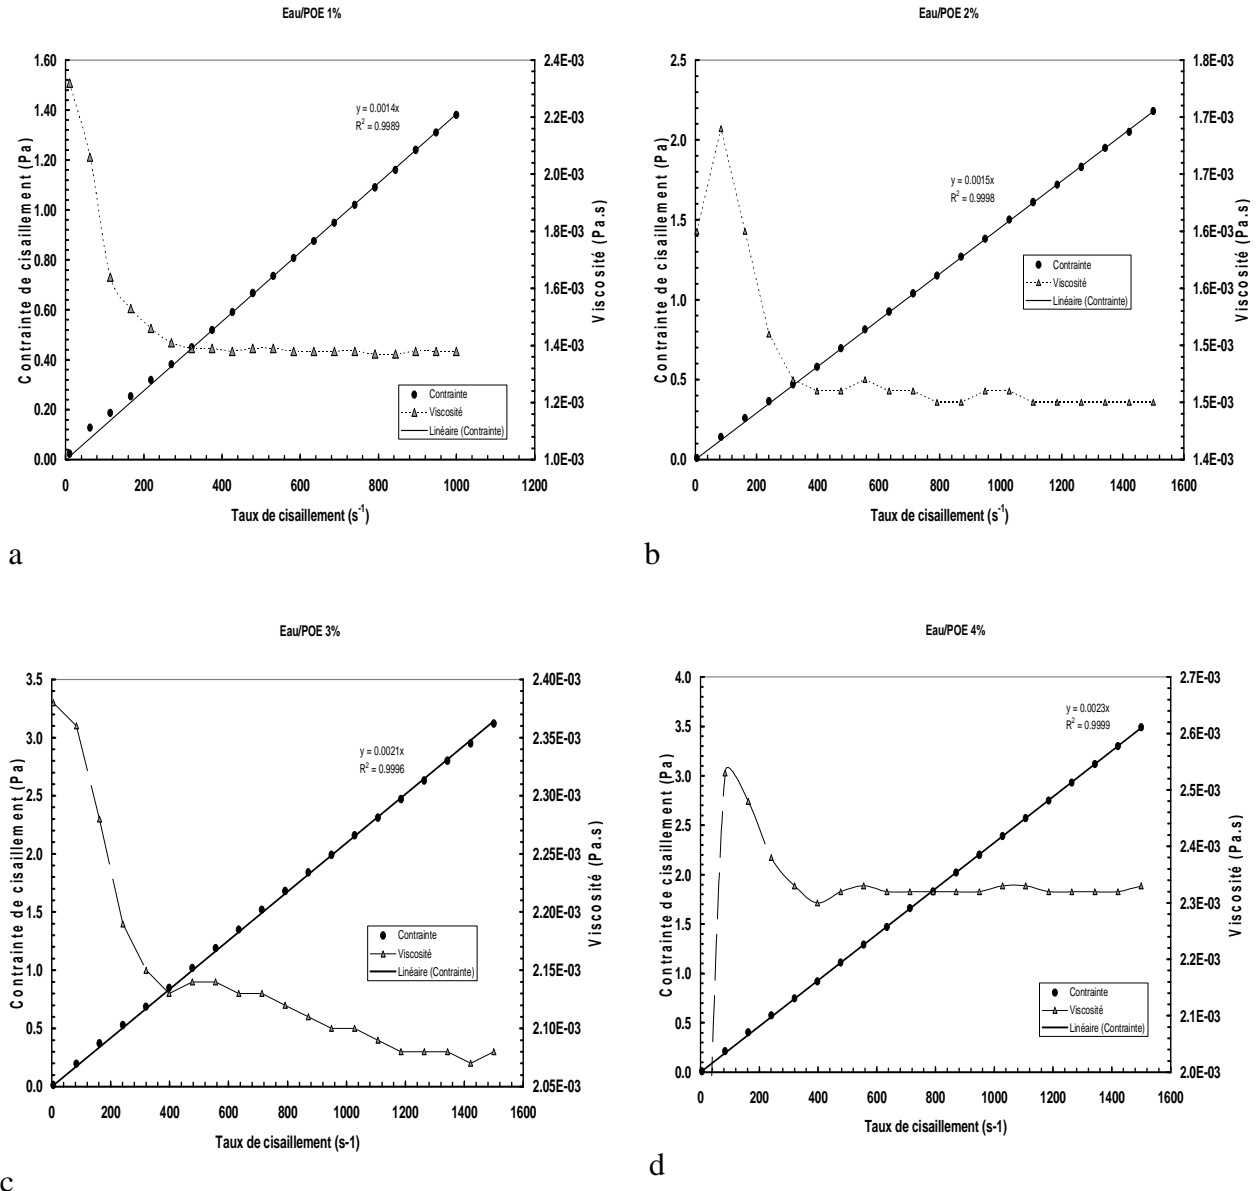 Eau/POE 1%
1.60
1.40
1.20
1.00
0.80
0.60
0.40
0.20
0.00
Contrainte de cisaillement (Pa)
2.4E-03
2.2E-03
2.0E-03
1.8E-03
1.6E-03
1.4E-03
1.2E-03
1.0E-03
Viscosité (Pa.s)
y = 0.0014x
R² = 0.9989
Contrainte
Viscosité
Linéaire (Contrainte)
0 200 400 600 800 1000 1200
Taux de cisaillement (s⁻¹)
a
Eau/POE 2%
2.5
2.0
1.5
1.0
0.5
0.0
Contrainte de cisaillement (Pa)
1.8E-03
1.7E-03
1.7E-03
1.6E-03
1.6E-03
1.5E-03
1.5E-03
1.4E-03
Viscosité (Pa.s)
y = 0.0015x
R² = 0.9998
Contrainte
Viscosité
Linéaire (Contrainte)
0 200 400 600 800 1000 1200 1400 1600
Taux de cisaillement (s⁻¹)
b
Eau/POE 3%
3.5
3.0
2.5
2.0
1.5
1.0
0.5
0.0
Contrainte de cisaillement (Pa)
2.40E-03
2.35E-03
2.30E-03
2.25E-03
2.20E-03
2.15E-03
2.10E-03
2.05E-03
Viscosité (Pa.s)
y = 0.0021x
R² = 0.9996
Contrainte
Viscosité
Linéaire (Contrainte)
0 200 400 600 800 1000 1200 1400 1600
Taux de cisaillement (s-1)
c
Eau/POE 4%
4.0
3.5
3.0
2.5
2.0
1.5
1.0
0.5
0.0
Contrainte de cisaillement (Pa)
2.7E-03
2.6E-03
2.5E-03
2.4E-03
2.3E-03
2.2E-03
2.1E-03
2.0E-03
Viscosité (Pa.s)
y = 0.0023x
R² = 0.9999
Contrainte
Viscosité
Linéaire (Contrainte)
0 200 400 600 800 1000 1200 1400 1600
Taux de cisaillement (s-1)
d